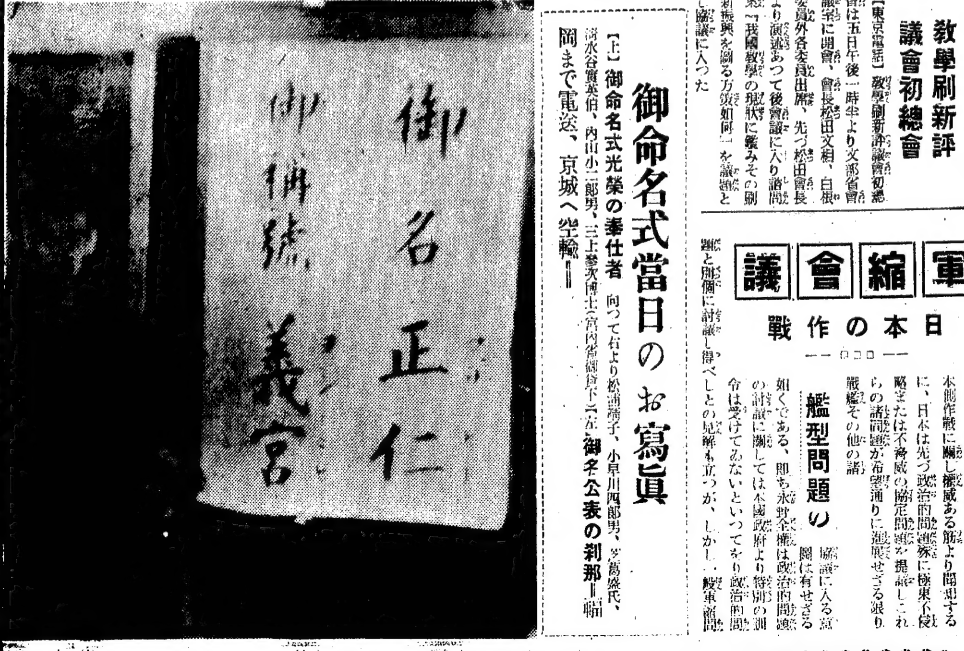 教學刷新評
議會初總會
【東京電話】教學刷新評議會初總
會は五日午後一時半より文部省會
議室に開會、會長松田文相、白根
委員外各委員出席、先づ松田會長
より演述あつて後會議に入り諮問
案『我國教學の現狀に鑑みその刷
新振興を圖る方策如何』を議題と
し協議に入つた
軍縮會議
日本の作戰
本側作戰に關し權威ある筋より聞知する
に、日本は先づ政治的問題殊に極東不侵
略または不脅威の協定問題を提議しこれ
らの諸問題が希望通りに進展せざる限り
戰艦その他の諸
艦型問題の
協議に入る意
圖は有せざる
如くである、卽ち永野全權は政治的問題
の討議に關しては本國政府より特別の訓
令は受けてゐないといつてをり政治的問
題と別個に討議し得べしとの見解も立つが、しかし一般軍縮問
御命名式當日のお寫眞
【上】御命名式光榮の奉仕者 向つて右より松浦 子、小早川四郎男、 萬盛氏、
淸水谷實英伯、內山小二郎男、三上參次博士(宮內省御貸下)【左】御名公表の刹那=福
岡まで電送、京城へ空輸=
御名正仁
御稱號義宮